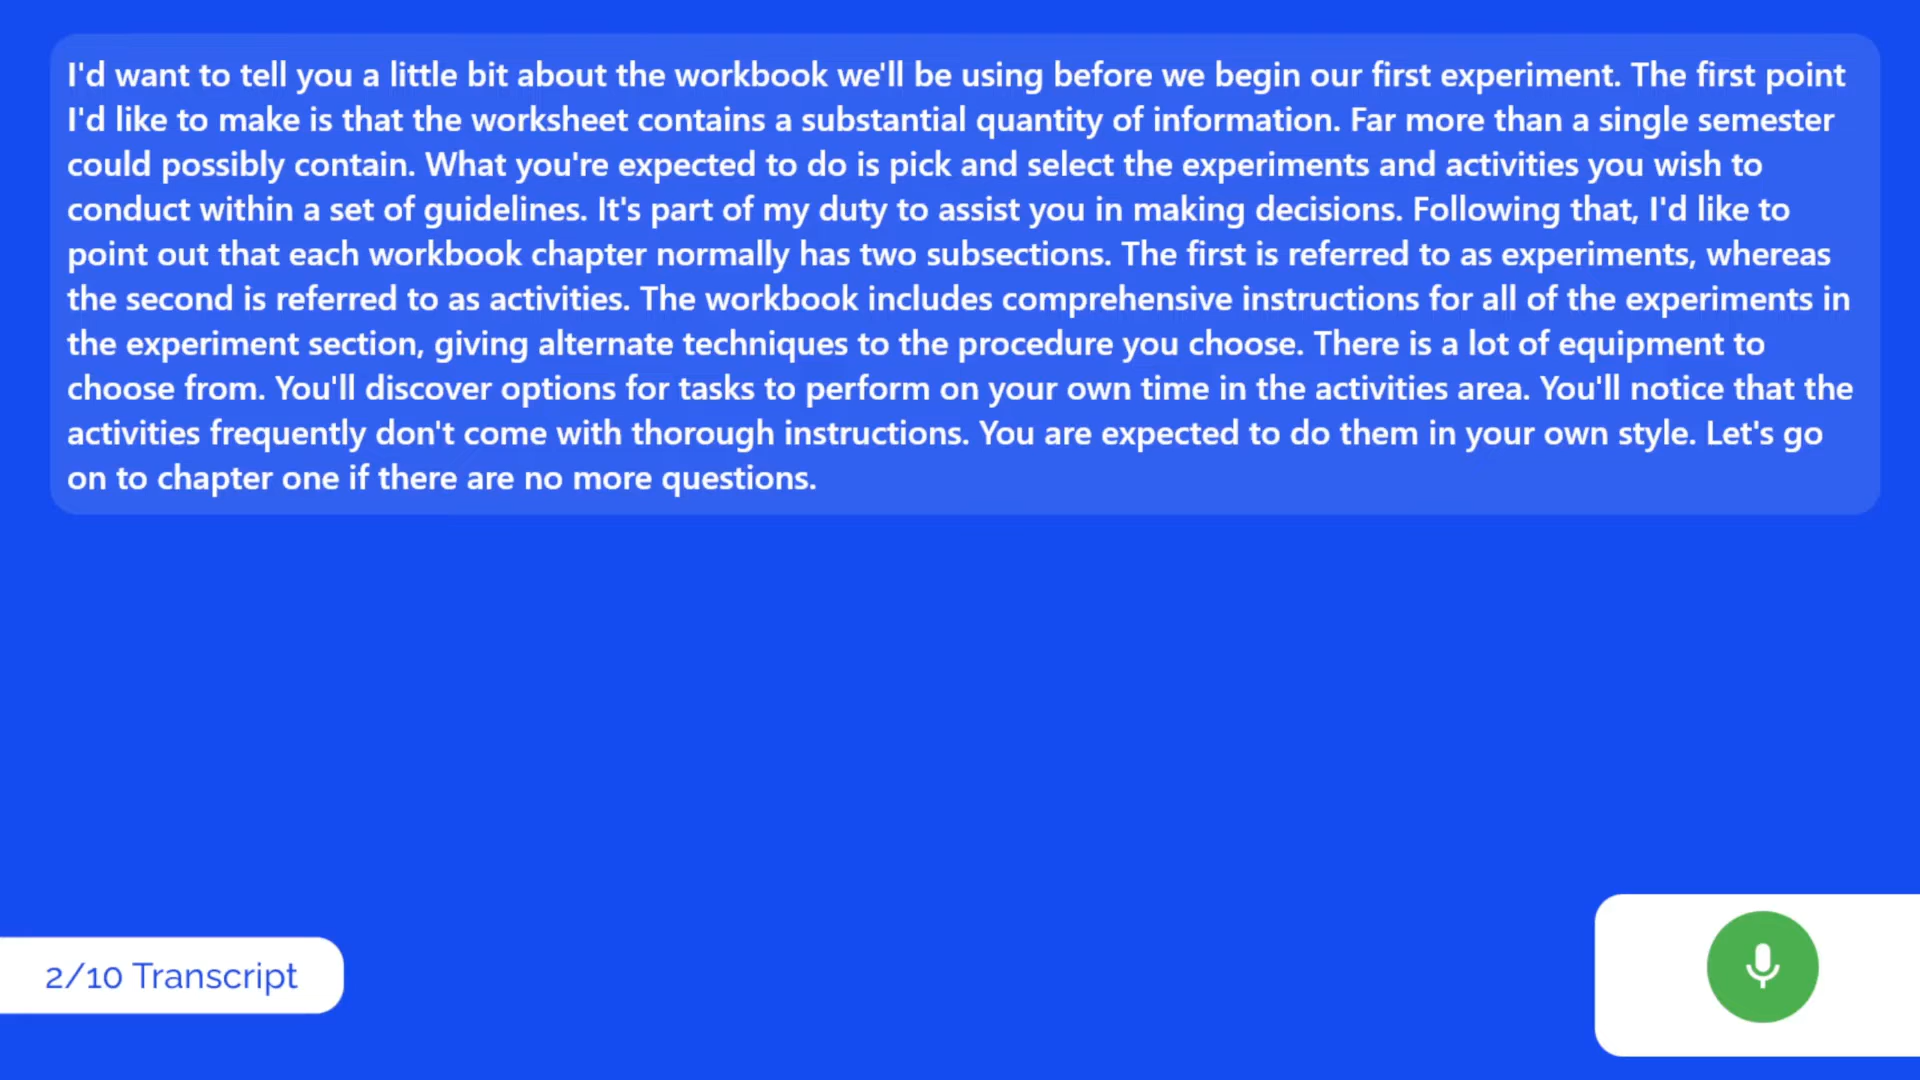 I'd want to tell you a little bit about the workbook we'll be using before we begin our first experiment. The first point
I'd like to make is that the worksheet contains a substantial quantity of information. Far more than a single semester
could possibly contain. What you're expected to do is pick and select the experiments and activities you wish to
conduct within a set of guidelines. It's part of my duty to assist you in making decisions. Following that, I'd like to
point out that each workbook chapter normally has two subsections. The first is referred to as experiments, whereas
the second is referred to as activities. The workbook includes comprehensive instructions for all of the experiments in
the experiment section, giving alternate techniques to the procedure you choose. There is a lot of equipment to
choose from. You'll discover options for tasks to perform on your own time in the activities area. You'll notice that the
activities frequently don't come with thorough instructions. You are expected to do them in your own style. Let's go
on to chapter one if there are no more questions.
2/10 Transcript